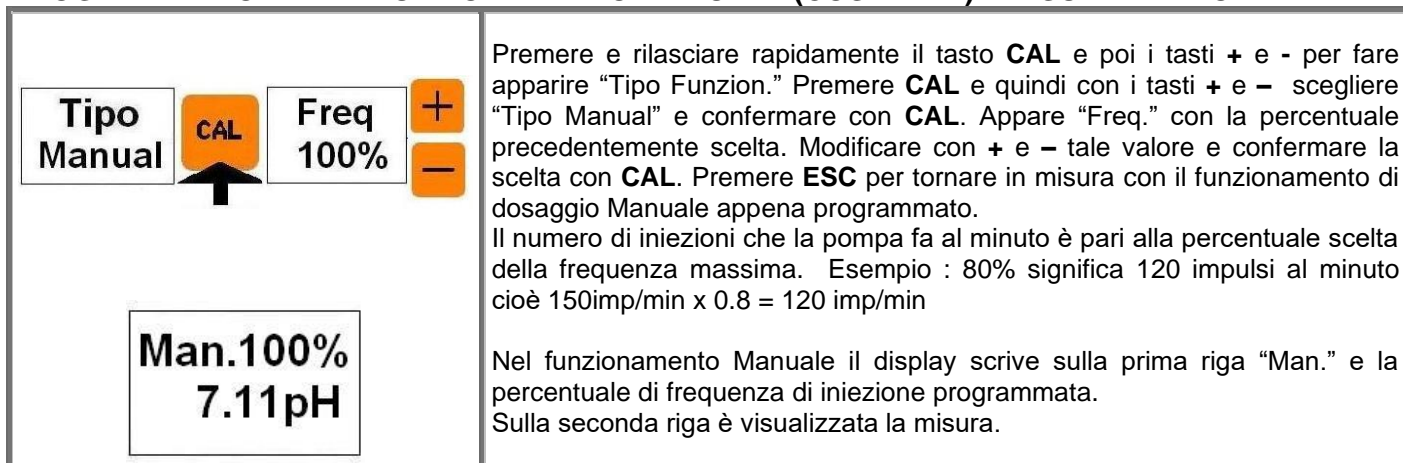 Tipo
Manual
CAL
Freq
100%
+
−
Man.100%
7.11pH
Premere e rilasciare rapidamente il tasto CAL e poi i tasti + e - per fare
apparire “Tipo Funzion.” Premere CAL e quindi con i tasti + e – scegliere
“Tipo Manual” e confermare con CAL. Appare “Freq.” con la percentuale
precedentemente scelta. Modificare con + e – tale valore e confermare la
scelta con CAL. Premere ESC per tornare in misura con il funzionamento di
dosaggio Manuale appena programmato.
Il numero di iniezioni che la pompa fa al minuto è pari alla percentuale scelta
della frequenza massima. Esempio : 80% significa 120 impulsi al minuto
cioè 150imp/min x 0.8 = 120 imp/min
Nel funzionamento Manuale il display scrive sulla prima riga “Man.” e la
percentuale di frequenza di iniezione programmata.
Sulla seconda riga è visualizzata la misura.